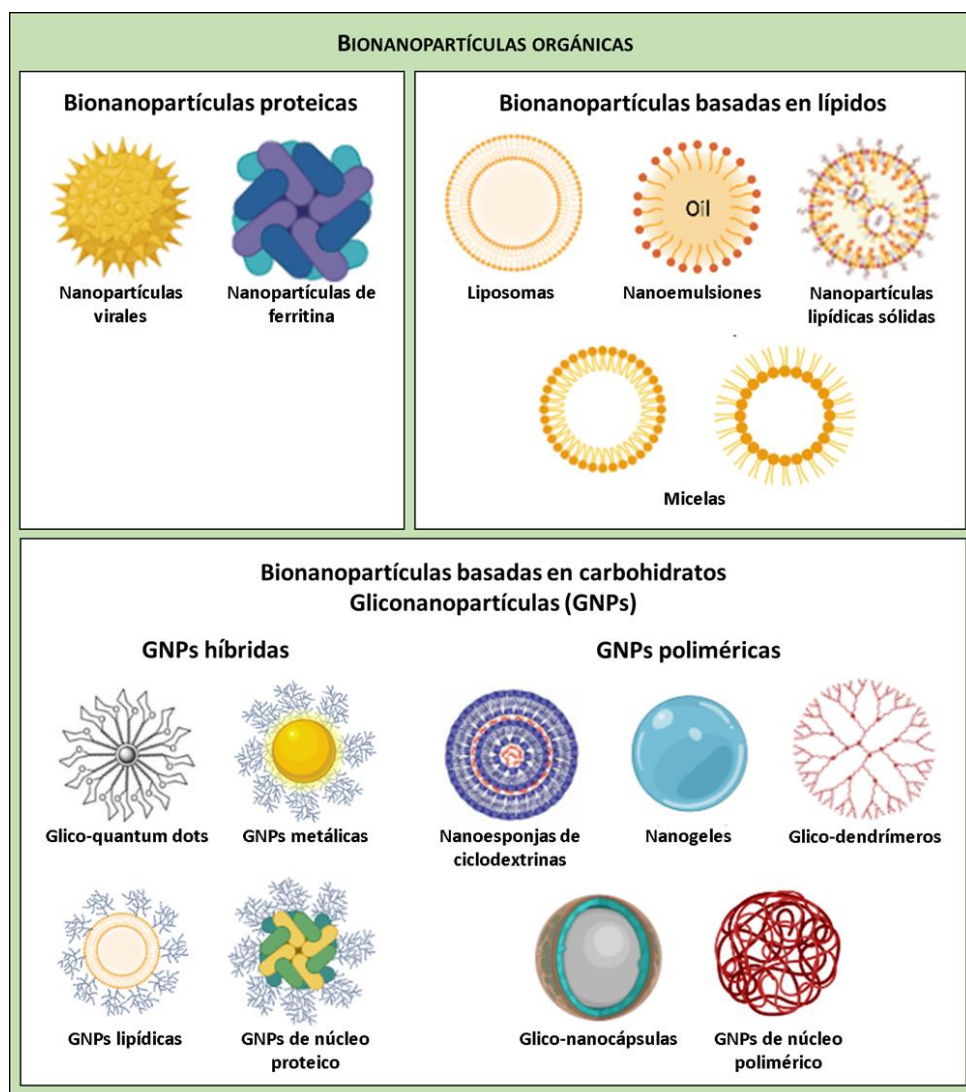 BIONANOPARTÍCULAS ORGÁNICAS
Bionanopartículas proteicas
Nanopartículas
virales
Nanopartículas de
ferritina
Bionanopartículas basadas en lípidos
Oil
Liposomas
Nanoemulsiones
Nanopartículas
lipídicas sólidas
Micelas
Bionanopartículas basadas en carbohidratos
Gliconanopartículas (GNPs)
GNPs híbridas
Glico-quantum dots
GNPs metálicas
GNPs lipídicas
GNPs de núcleo
proteico
GNPs poliméricas
Nanoesponjas de
ciclodextrinas
Nanogeles
Glico-dendrímeros
Glico-nanocápsulas
GNPs de núcleo
polimérico